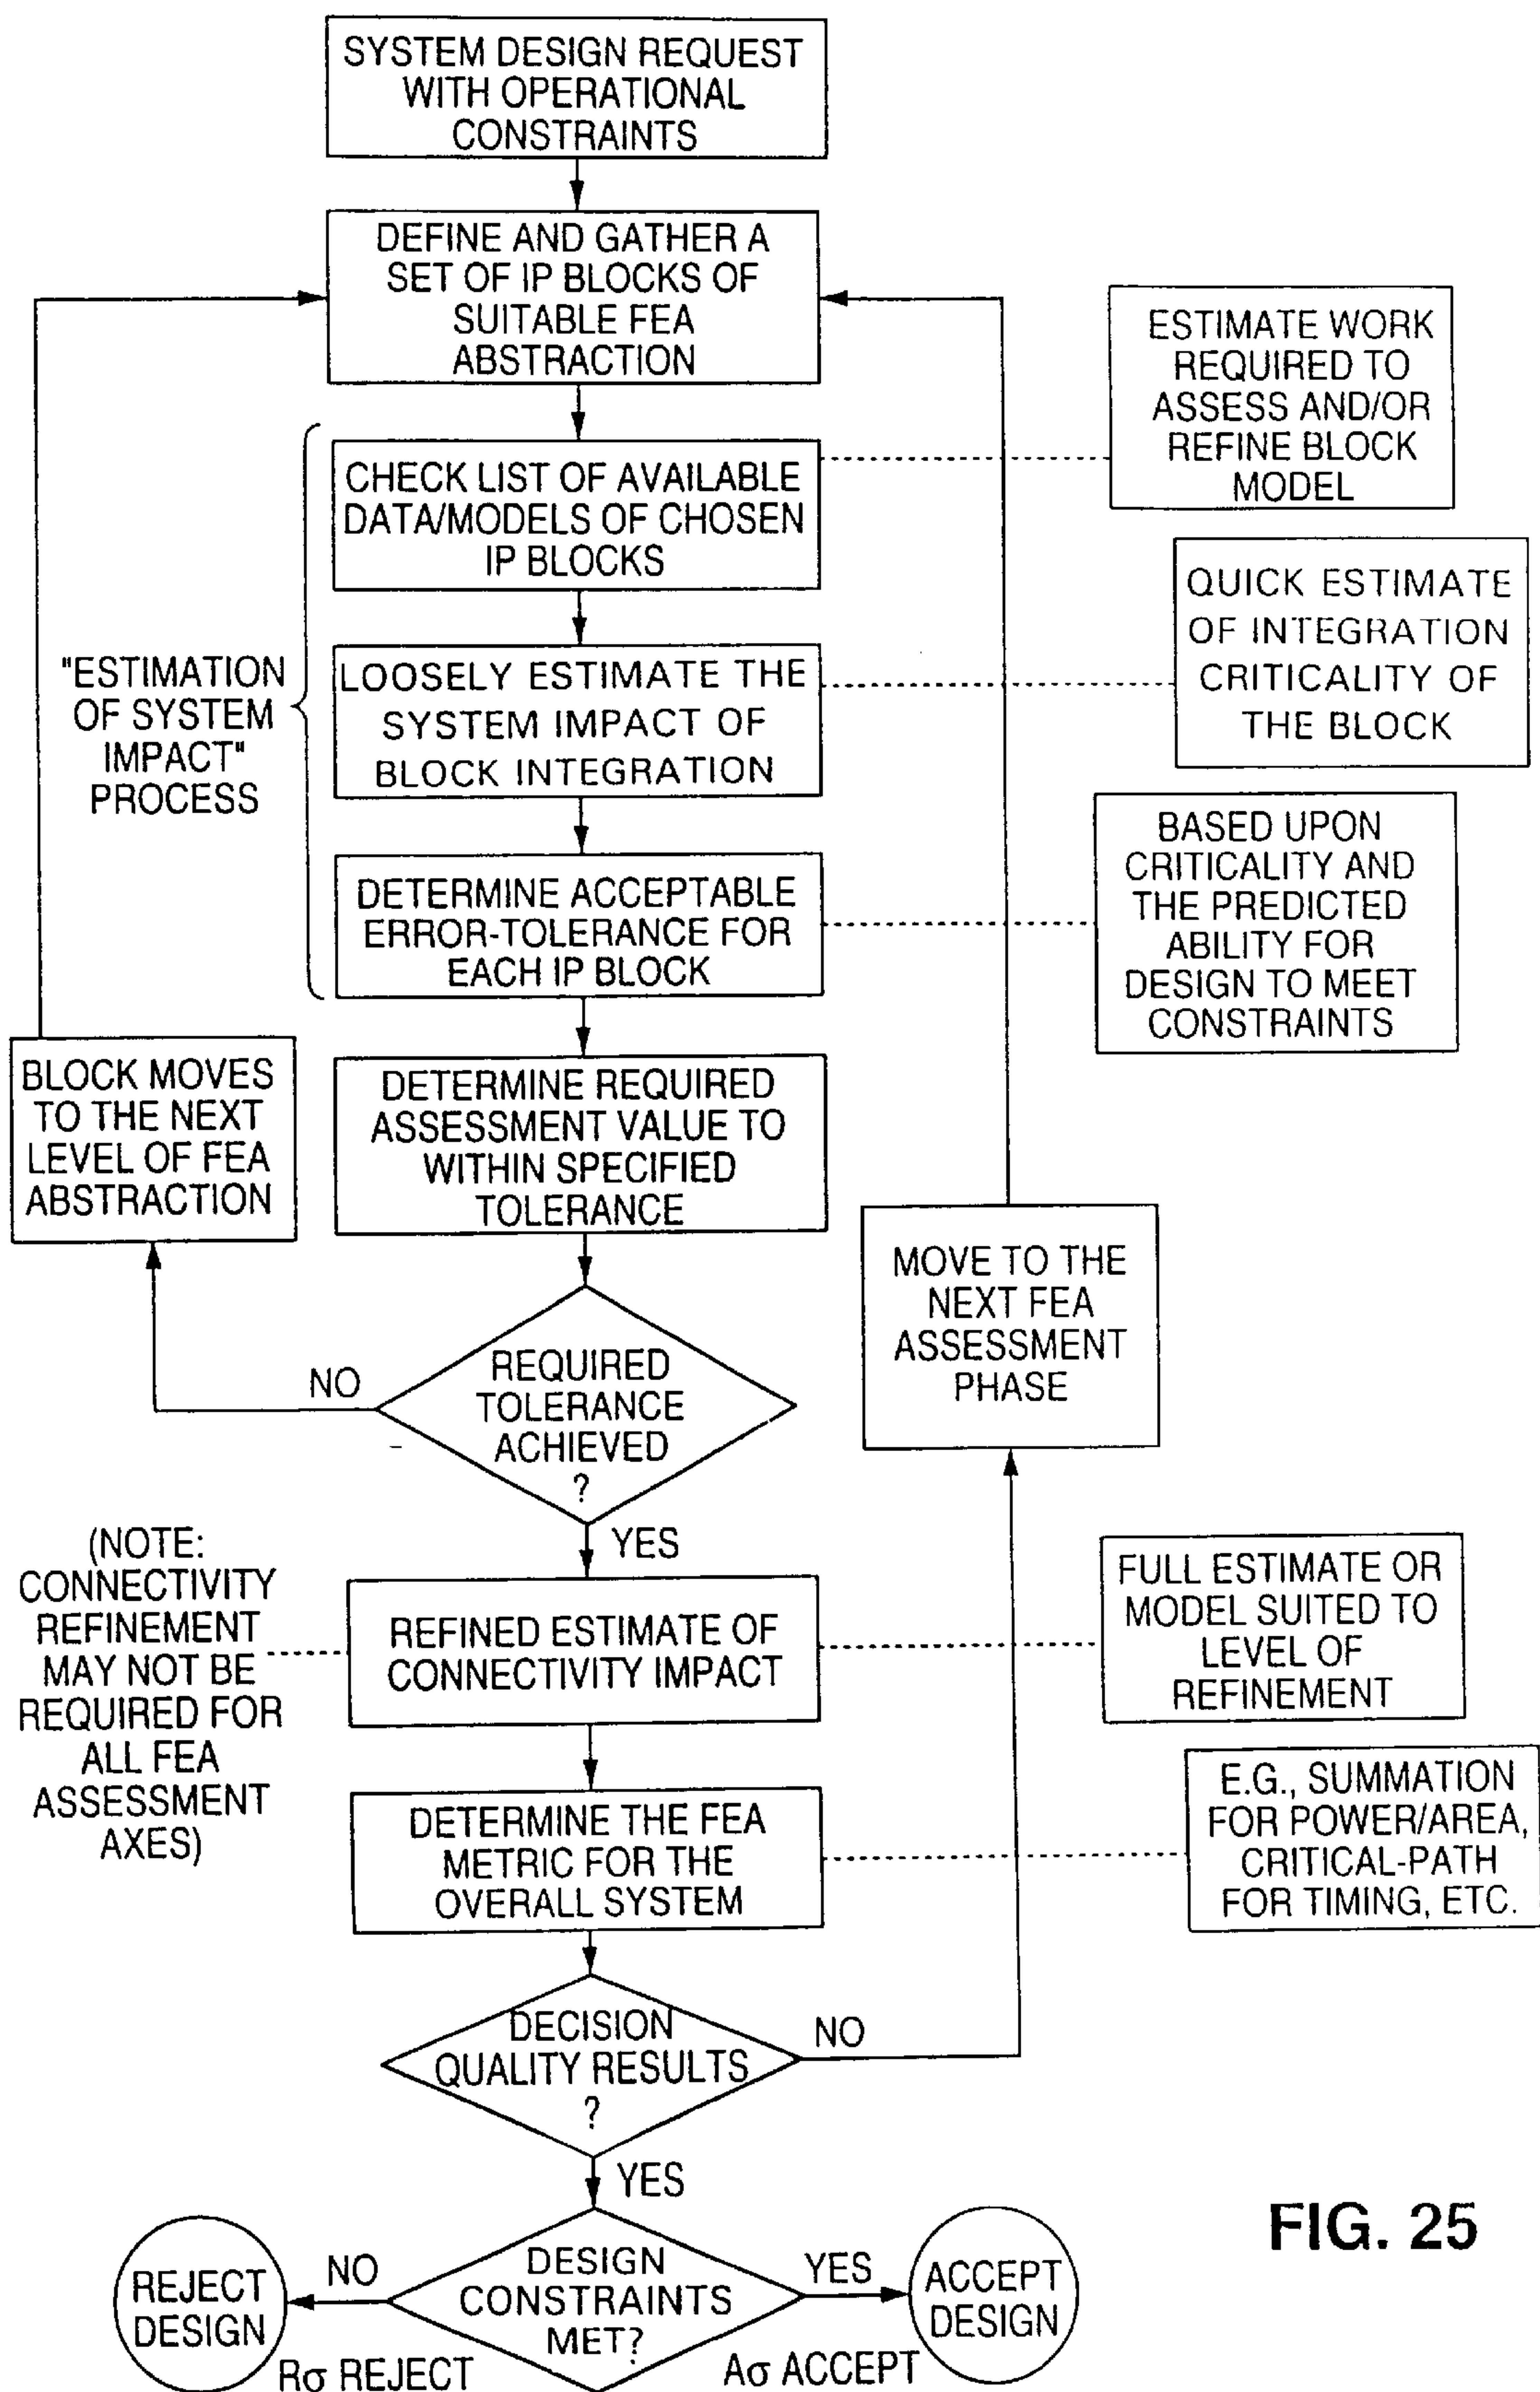 SYSTEM DESIGN REQUEST
WITH OPERATIONAL
CONSTRAINTS
DEFINE AND GATHER A
SET OF IP BLOCKS OF
SUITABLE FEA
ABSTRACTION
ESTIMATE WORK
REQUIRED TO
ASSESS AND/OR
REFINE BLOCK
MODEL
CHECK LIST OF AVAILABLE
DATA/MODELS OF CHOSEN
IP BLOCKS
QUICK ESTIMATE
OF INTEGRATION
CRITICALITY OF
THE BLOCK
"ESTIMATION
OF SYSTEM
IMPACT"
PROCESS
LOOSELY ESTIMATE THE
SYSTEM IMPACT OF
BLOCK INTEGRATION
BASED UPON
CRITICALITY AND
THE PREDICTED
ABILITY FOR
DESIGN TO MEET
CONSTRAINTS
DETERMINE ACCEPTABLE
ERROR-TOLERANCE FOR
EACH IP BLOCK
BLOCK MOVES
TO THE NEXT
LEVEL OF FEA
ABSTRACTION
DETERMINE REQUIRED
ASSESSMENT VALUE TO
WITHIN SPECIFIED
TOLERANCE
MOVE TO THE
NEXT FEA
ASSESSMENT
PHASE
NO
REQUIRED
TOLERANCE
ACHIEVED
?
YES
(NOTE:
CONNECTIVITY
REFINEMENT
MAY NOT BE
REQUIRED FOR
ALL FEA
ASSESSMENT
AXES)
REFINED ESTIMATE OF
CONNECTIVITY IMPACT
FULL ESTIMATE OR
MODEL SUITED TO
LEVEL OF
REFINEMENT
DETERMINE THE FEA
METRIC FOR THE
OVERALL SYSTEM
E.G., SUMMATION
FOR POWER/AREA,
CRITICAL-PATH
FOR TIMING, ETC.
DECISION
QUALITY RESULTS
?
NO
YES
REJECT
DESIGN
NO
DESIGN
CONSTRAINTS
MET?
YES
ACCEPT
DESIGN
Rσ REJECT
Aσ ACCEPT
FIG. 25